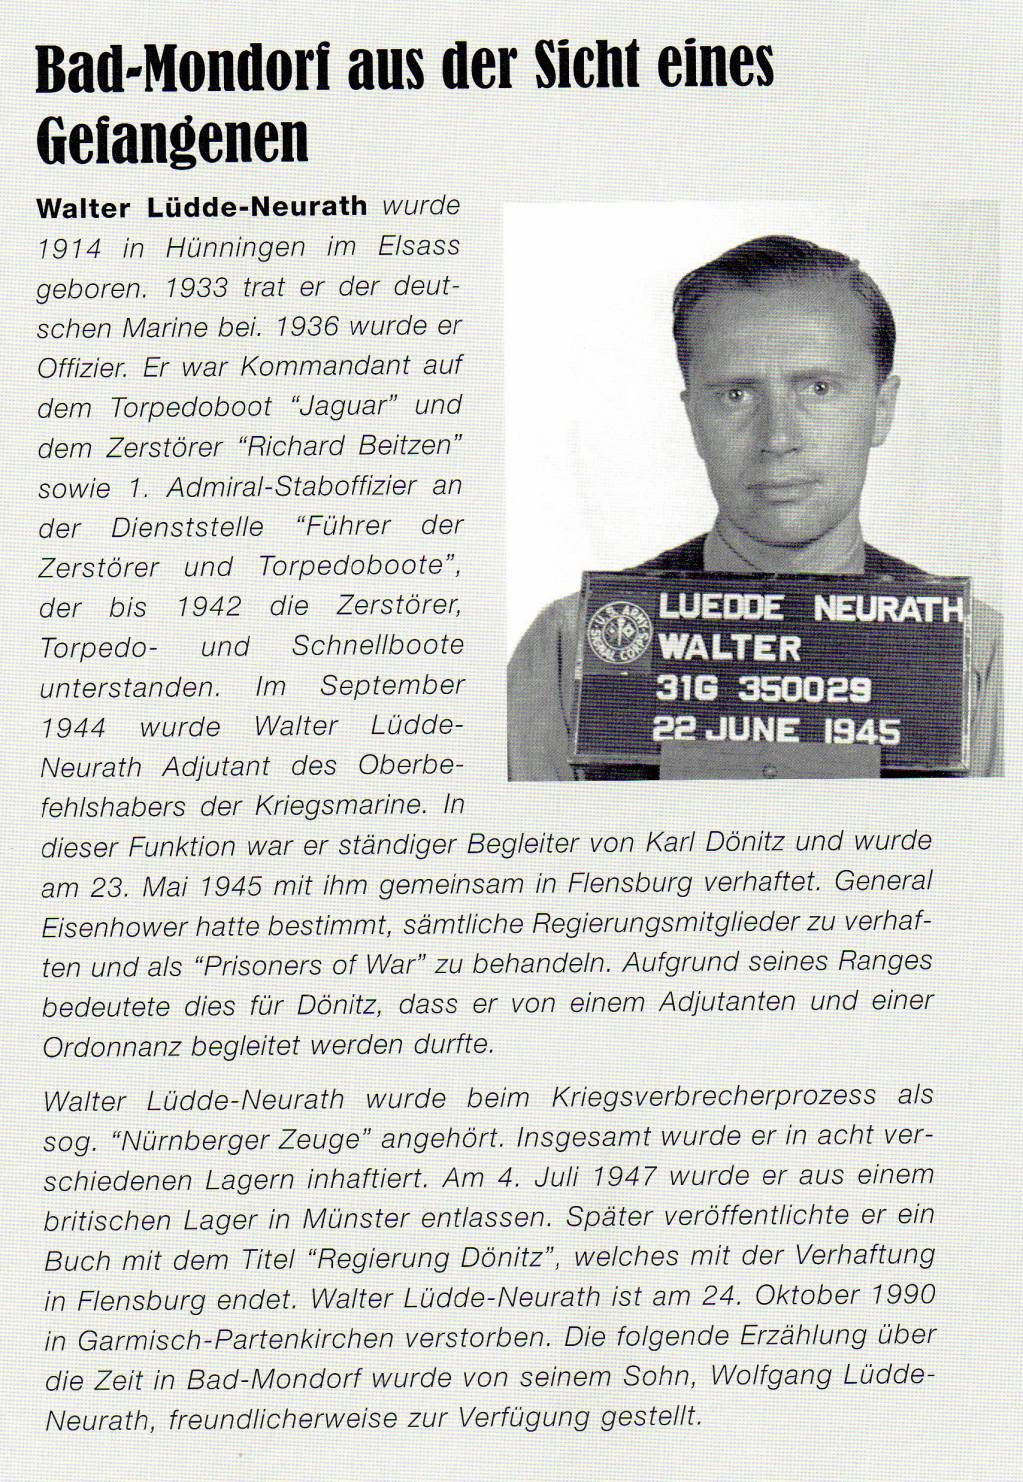 Bad-Mondorf aus der Sicht eines
Gefangenen
Walter Lüdde-Neurath wurde
1914 in Hünningen im Elsass
geboren. 1933 trat er der deut-
schen Marine bei. 1936 wurde er
Offizier. Er war Kommandant auf
dem Torpedoboot “Jaguar” und
dem Zerstörer “Richard Beitzen”
sowie 1. Admiral-Staboffizier an
der Dienststelle “Führer der
Zerstörer und Torpedoboote”,
der bis 1942 die Zerstörer,
Torpedo- und Schnellboote
unterstanden. Im September
1944 wurde Walter Lüdde-
Neurath Adjutant des Oberbe-
fehlshabers der Kriegsmarine. In
dieser Funktion war er ständiger Begleiter von Karl Dönitz und wurde
am 23. Mai 1945 mit ihm gemeinsam in Flensburg verhaftet. General
Eisenhower hatte bestimmt, sämtliche Regierungsmitglieder zu verhaf-
ten und als “Prisoners of War” zu behandeln. Aufgrund seines Ranges
bedeutete dies für Dönitz, dass er von einem Adjutanten und einer
Ordonnanz begleitet werden durfte.
Walter Lüdde-Neurath wurde beim Kriegsverbrecherprozess als
sog. “Nürnberger Zeuge” angehört. Insgesamt wurde er in acht ver-
schiedenen Lagern inhaftiert. Am 4. Juli 1947 wurde er aus einem
britischen Lager in Münster entlassen. Später veröffentlichte er ein
Buch mit dem Titel “Regierung Dönitz”, welches mit der Verhaftung
in Flensburg endet. Walter Lüdde-Neurath ist am 24. Oktober 1990
in Garmisch-Partenkirchen verstorben. Die folgende Erzählung über
die Zeit in Bad-Mondorf wurde von seinem Sohn, Wolfgang Lüdde-
Neurath, freundlicherweise zur Verfügung gestellt.
U.S. ARMY
SIGNAL CORPS
LUEDDE NEURATH
WALTER
31G 350029
22 JUNE 1945